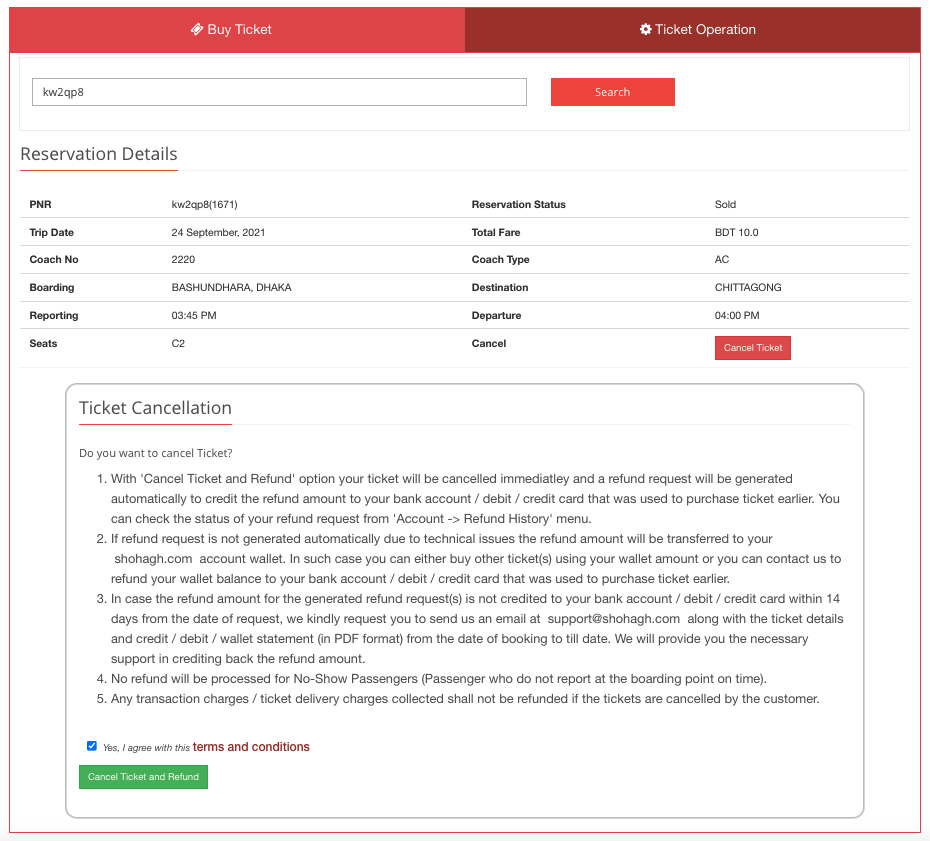 Buy Ticket
Ticket Operation
kw2qp8
Search
Reservation Details
PNR kw2qp8(1671) Reservation Status Sold
Trip Date 24 September, 2021 Total Fare BDT 10.0
Coach No 2220 Coach Type AC
Boarding BASHUNDHARA, DHAKA Destination CHITTAGONG
Reporting 03:45 PM Departure 04:00 PM
Seats C2 Cancel Cancel Ticket
Ticket Cancellation
Do you want to cancel Ticket?
1. With 'Cancel Ticket and Refund' option your ticket will be cancelled immediatley and a refund request will be generated
automatically to credit the refund amount to your bank account / debit / credit card that was used to purchase ticket earlier. You
can check the status of your refund request from 'Account -> Refund History' menu.
2. If refund request is not generated automatically due to technical issues the refund amount will be transferred to your
shohagh.com account wallet. In such case you can either buy other ticket(s) using your wallet amount or you can contact us to
refund your wallet balance to your bank account / debit / credit card that was used to purchase ticket earlier.
3. In case the refund amount for the generated refund request(s) is not credited to your bank account / debit / credit card within 14
days from the date of request, we kindly request you to send us an email at support@shohagh.com along with the ticket details
and credit / debit / wallet statement (in PDF format) from the date of booking to till date. We will provide you the necessary
support in crediting back the refund amount.
4. No refund will be processed for No-Show Passengers (Passenger who do not report at the boarding point on time).
5. Any transaction charges / ticket delivery charges collected shall not be refunded if the tickets are cancelled by the customer.
Yes, I agree with this terms and conditions
Cancel Ticket and Refund